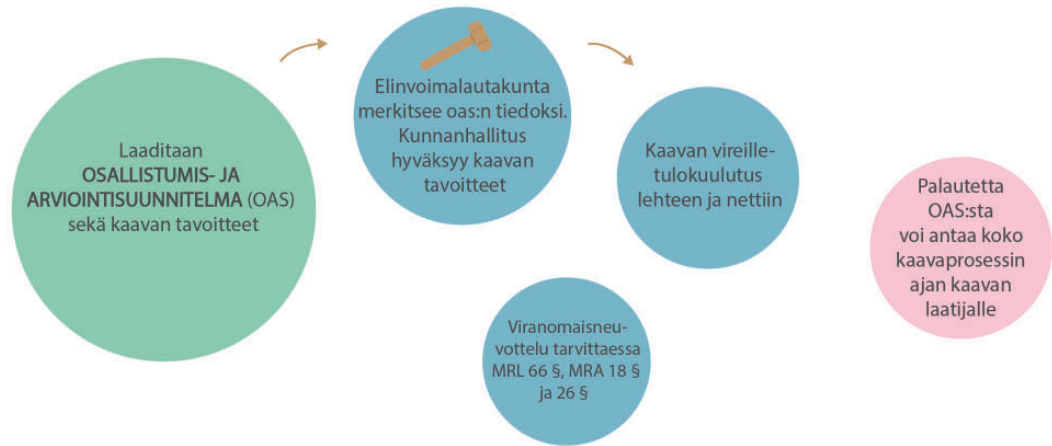 Laaditaan
OSALLISTUMIS- JA
ARVIOINTISUUNNITELMA (OAS)
sekä kaavan tavoitteet
Elinvoimalautakunta
merkitsee oas:n tiedoksi.
Kunnanhallitus
hyväksyy kaavan
tavoitteet
Kaavan vireille-
tulokuulutus
lehteen ja nettiin
Viranomaisneu-
vottelu tarvittaessa
MRL 66 §, MRA 18 §
ja 26 §
Palautetta
OAS:sta
voi antaa koko
kaavaprosessin
ajan kaavan
laatijalle